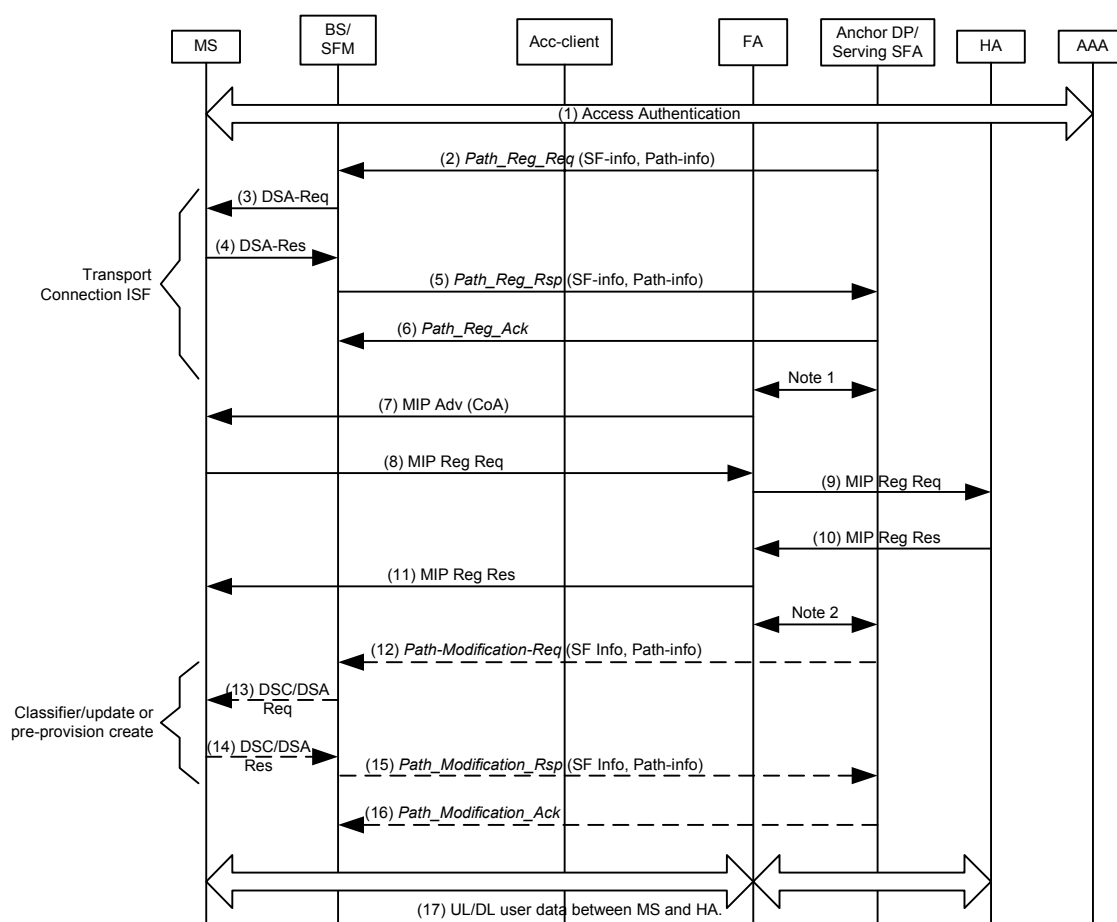 MS
BS/
SFM
Acc-client
FA
Anchor DP/
Serving SFA
HA
AAA
(1) Access Authentication
(2) Path_Reg_Req (SF-info, Path-info)
(3) DSA-Req
(4) DSA-Res
Transport
Connection ISF
(5) Path_Reg_Rsp (SF-info, Path-info)
(6) Path_Reg_Ack
Note 1
(7) MIP Adv (CoA)
(8) MIP Reg Req
(9) MIP Reg Req
(10) MIP Reg Res
(11) MIP Reg Res
Note 2
(12) Path-Modification-Req (SF Info, Path-info)
(13) DSC/DSA
Req
Classifier/update or
pre-provision create
(14) DSC/DSA
Res
(15) Path_Modification_Rsp (SF Info, Path-info)
(16) Path_Modification_Ack
(17) UL/DL user data between MS and HA.